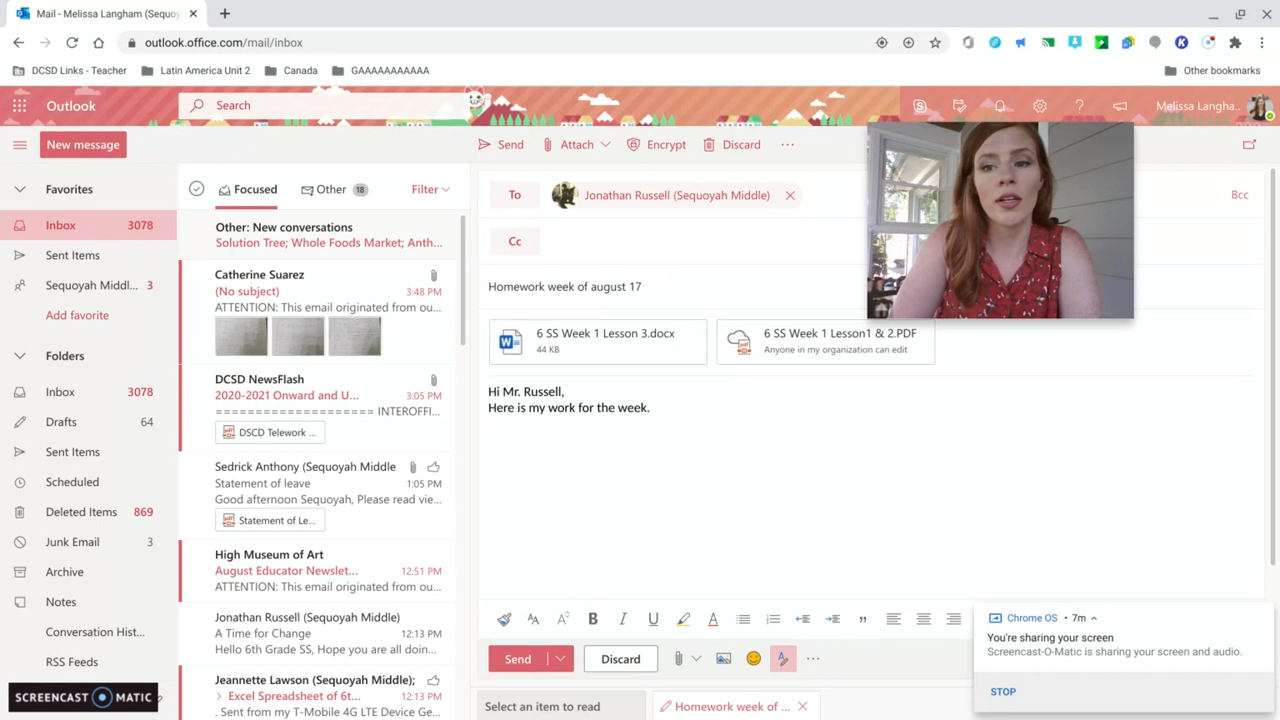 Mail - Melissa Langham (Sequoy
outlook.office.com/mail/inbox
DCSD Links - Teacher
Latin America Unit 2
Canada
GAAAAAAAAAAA
Other bookmarks
Outlook
Search
Melissa Langha..
New message
Send
Attach
Encrypt
Discard
Favorites
Inbox 3078
Sent Items
Sequoyah Middl... 3
Add favorite
Folders
Inbox 3078
Drafts 64
Sent Items
Scheduled
Deleted Items 869
Junk Email 3
Archive
Notes
Conversation Hist...
RSS Feeds
Focused
Other 18
Filter
Other: New conversations
Solution Tree; Whole Foods Market; Anth...
Catherine Suarez
(No subject) 3:48 PM
ATTENTION: This email originated from ou...
DCSD NewsFlash
2020-2021 Onward and U... 3:05 PM
==================== INTEROFFI...
DSCD Telework ...
Sedrick Anthony (Sequoyah Middle
Statement of leave 1:05 PM
Good afternoon Sequoyah, Please read vie...
Statement of Le...
High Museum of Art
August Educator Newslet... 12:51 PM
ATTENTION: This email originated from ou...
Jonathan Russell (Sequoyah Middle)
A Time for Change 12:13 PM
Hello 6th Grade SS, Hope you are all doin...
Jeannette Lawson (Sequoyah Middle);
> Excel Spreadsheet of 6t... 12:13 PM
. Sent from my T-Mobile 4G LTE Device Ge...
To Jonathan Russell (Sequoyah Middle) Bcc
Cc
Homework week of august 17
6 SS Week 1 Lesson 3.docx
44 KB
6 SS Week 1 Lesson1 & 2.PDF
Anyone in my organization can edit
Hi Mr. Russell,
Here is my work for the week.
Send
Discard
Select an item to read
Homework week of ...
Chrome OS • 7m
You're sharing your screen
Screencast-O-Matic is sharing your screen and audio.
STOP
SCREENCAST O MATIC